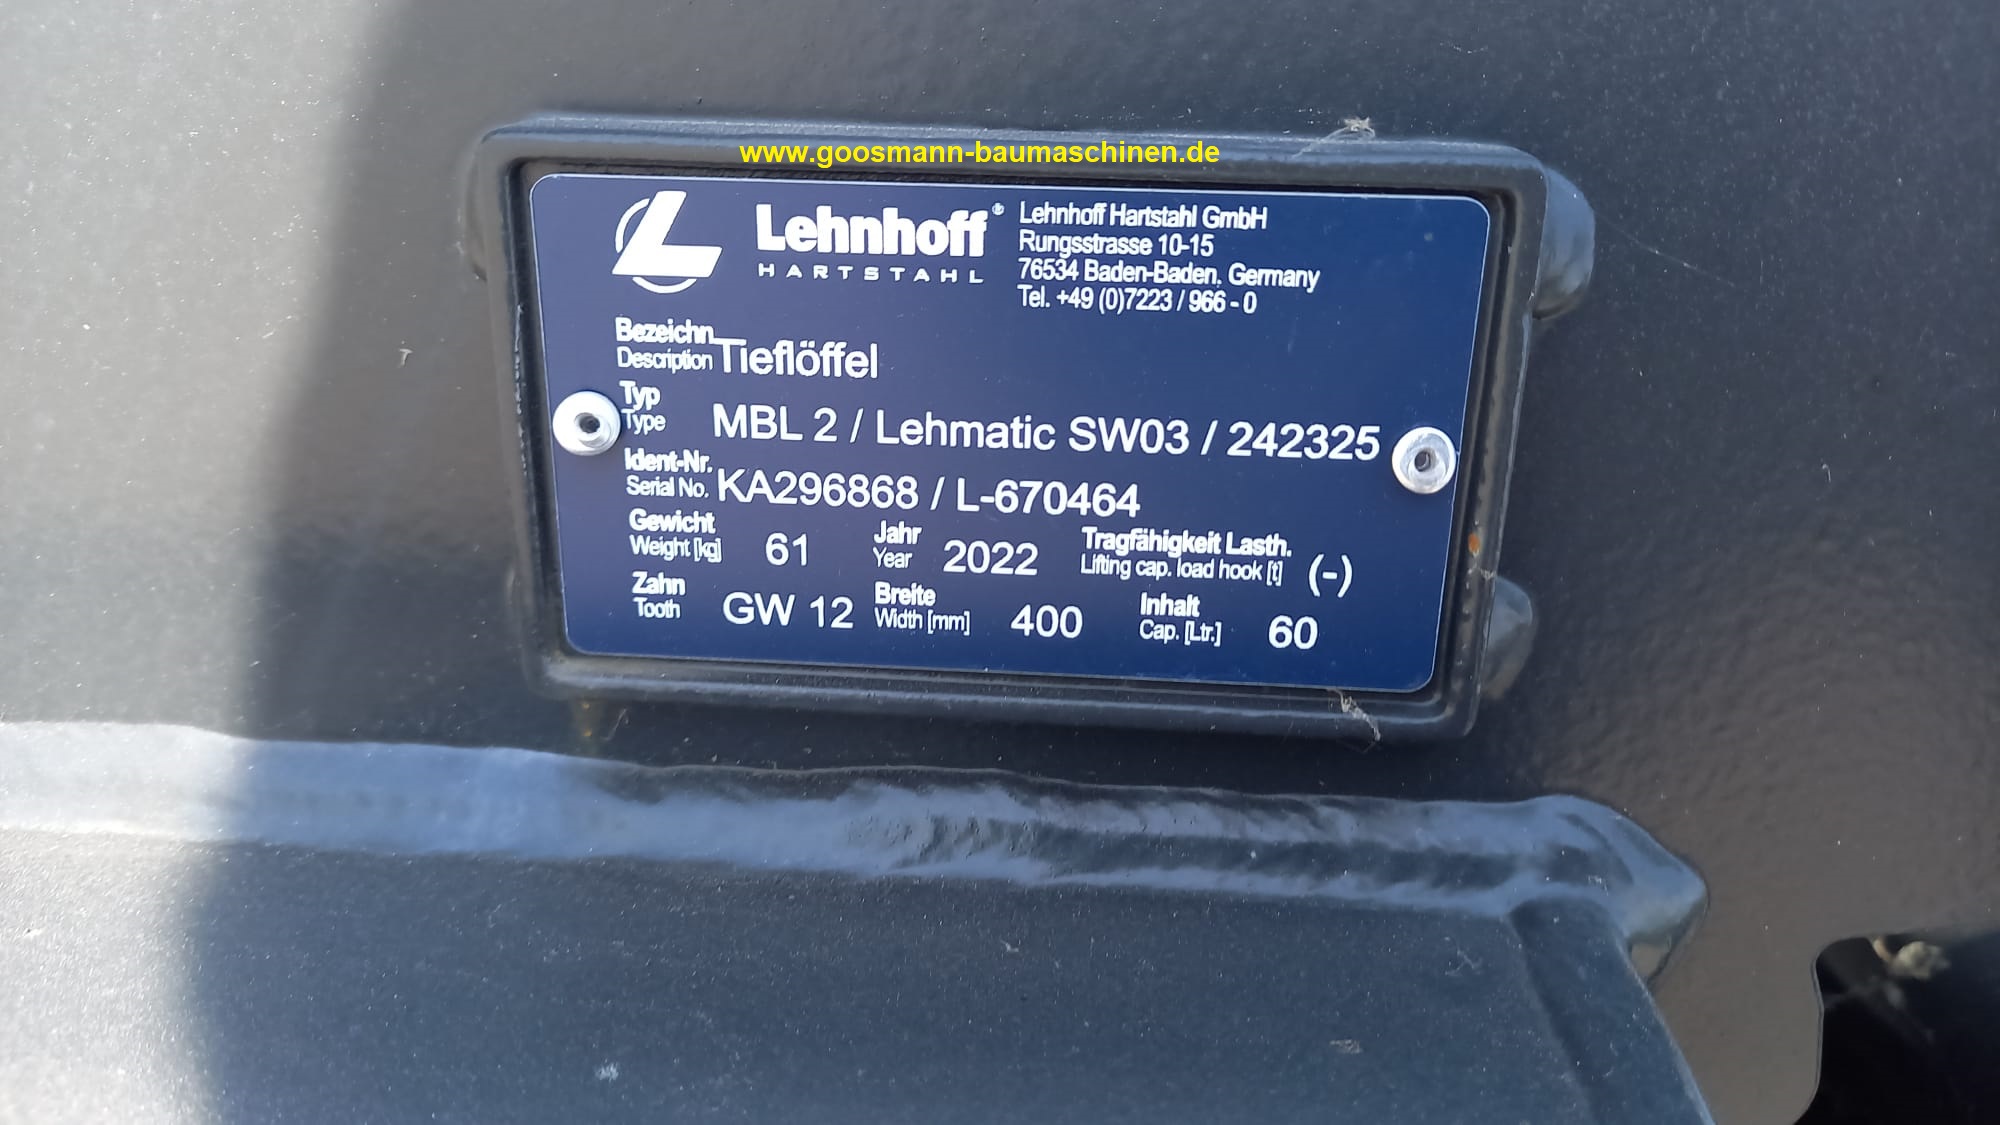 www.goosmann-baumaschinen.de
Lehnhoff®
HARTSTAHL
Lehnhoff Hartstahl GmbH
Rungsstrasse 10-15
76534 Baden-Baden, Germany
Tel. +49 (0)7223 / 966 - 0
Bezeichn.
Description Tieflöffel
Typ
Type MBL 2 / Lehmatic SW03 / 242325
Ident-Nr.
Serial No. KA296868 / L-670464
Gewicht
Weight [kg] 61
Jahr
Year 2022
Tragfähigkeit Lasth.
Lifting cap. load hook [t] (-)
Zahn
Tooth GW 12
Breite
Width [mm] 400
Inhalt
Cap. [Ltr.] 60